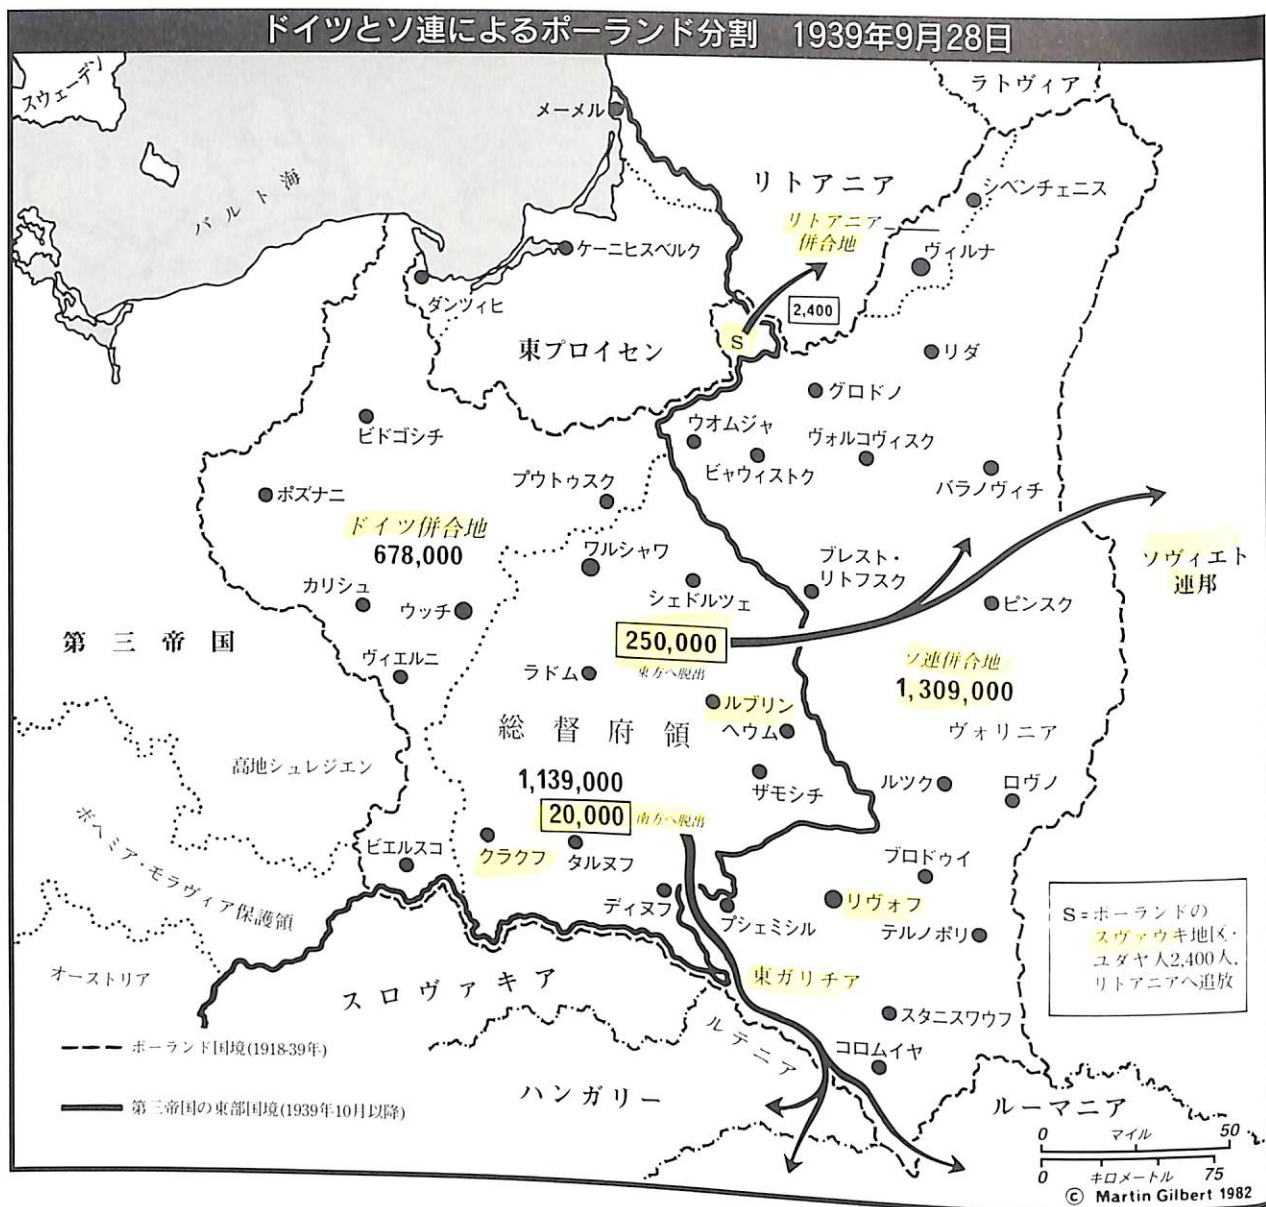 ドイツとソ連によるポーランド分割　1939年9月28日
スウェーデン
ラトヴィア
メーメル
バルト海
リトアニア
シベンチェニス
リトアニア
併合地
ヴィルナ
ケーニヒスベルク
ダンツィヒ
2,400
S
東プロイセン
リダ
グロドノ
ビドゴシチ
ウオムジャ
ヴォルコヴィスク
ビャウィストク
バラノヴィチ
ポズナニ
プウトゥスク
ドイツ併合地
678,000
ワルシャワ
ブレスト・
リトフスク
ソヴィエト
連邦
カリシュ
ウッチ
シェドルツェ
ピンスク
第三帝国
250,000
東方へ脱出
ヴィエルニ
ラドム
ソ連併合地
1,309,000
ルブリン
総督府領
ヘウム
ヴォリニア
高地シュレジエン
1,139,000
20,000
南方へ脱出
ザモシチ
ルツク
ロヴノ
ボヘミア・モラヴィア保護領
ビエルスコ
クラクフ
タルヌフ
ブロドゥイ
ディヌフ
プシェミシル
リヴォフ
テルノポリ
S=ポーランドの
スヴァウキ地区・
ユダヤ人2,400人,
リトアニアへ追放
オーストリア
スロヴァキア
東ガリチア
スタニスワウフ
ルテニア
コロムイヤ
ポーランド国境(1918-39年)
ハンガリー
ルーマニア
第三帝国の東部国境(1939年10月以降)
0 マイル 50
0 キロメートル 75
© Martin Gilbert 1982